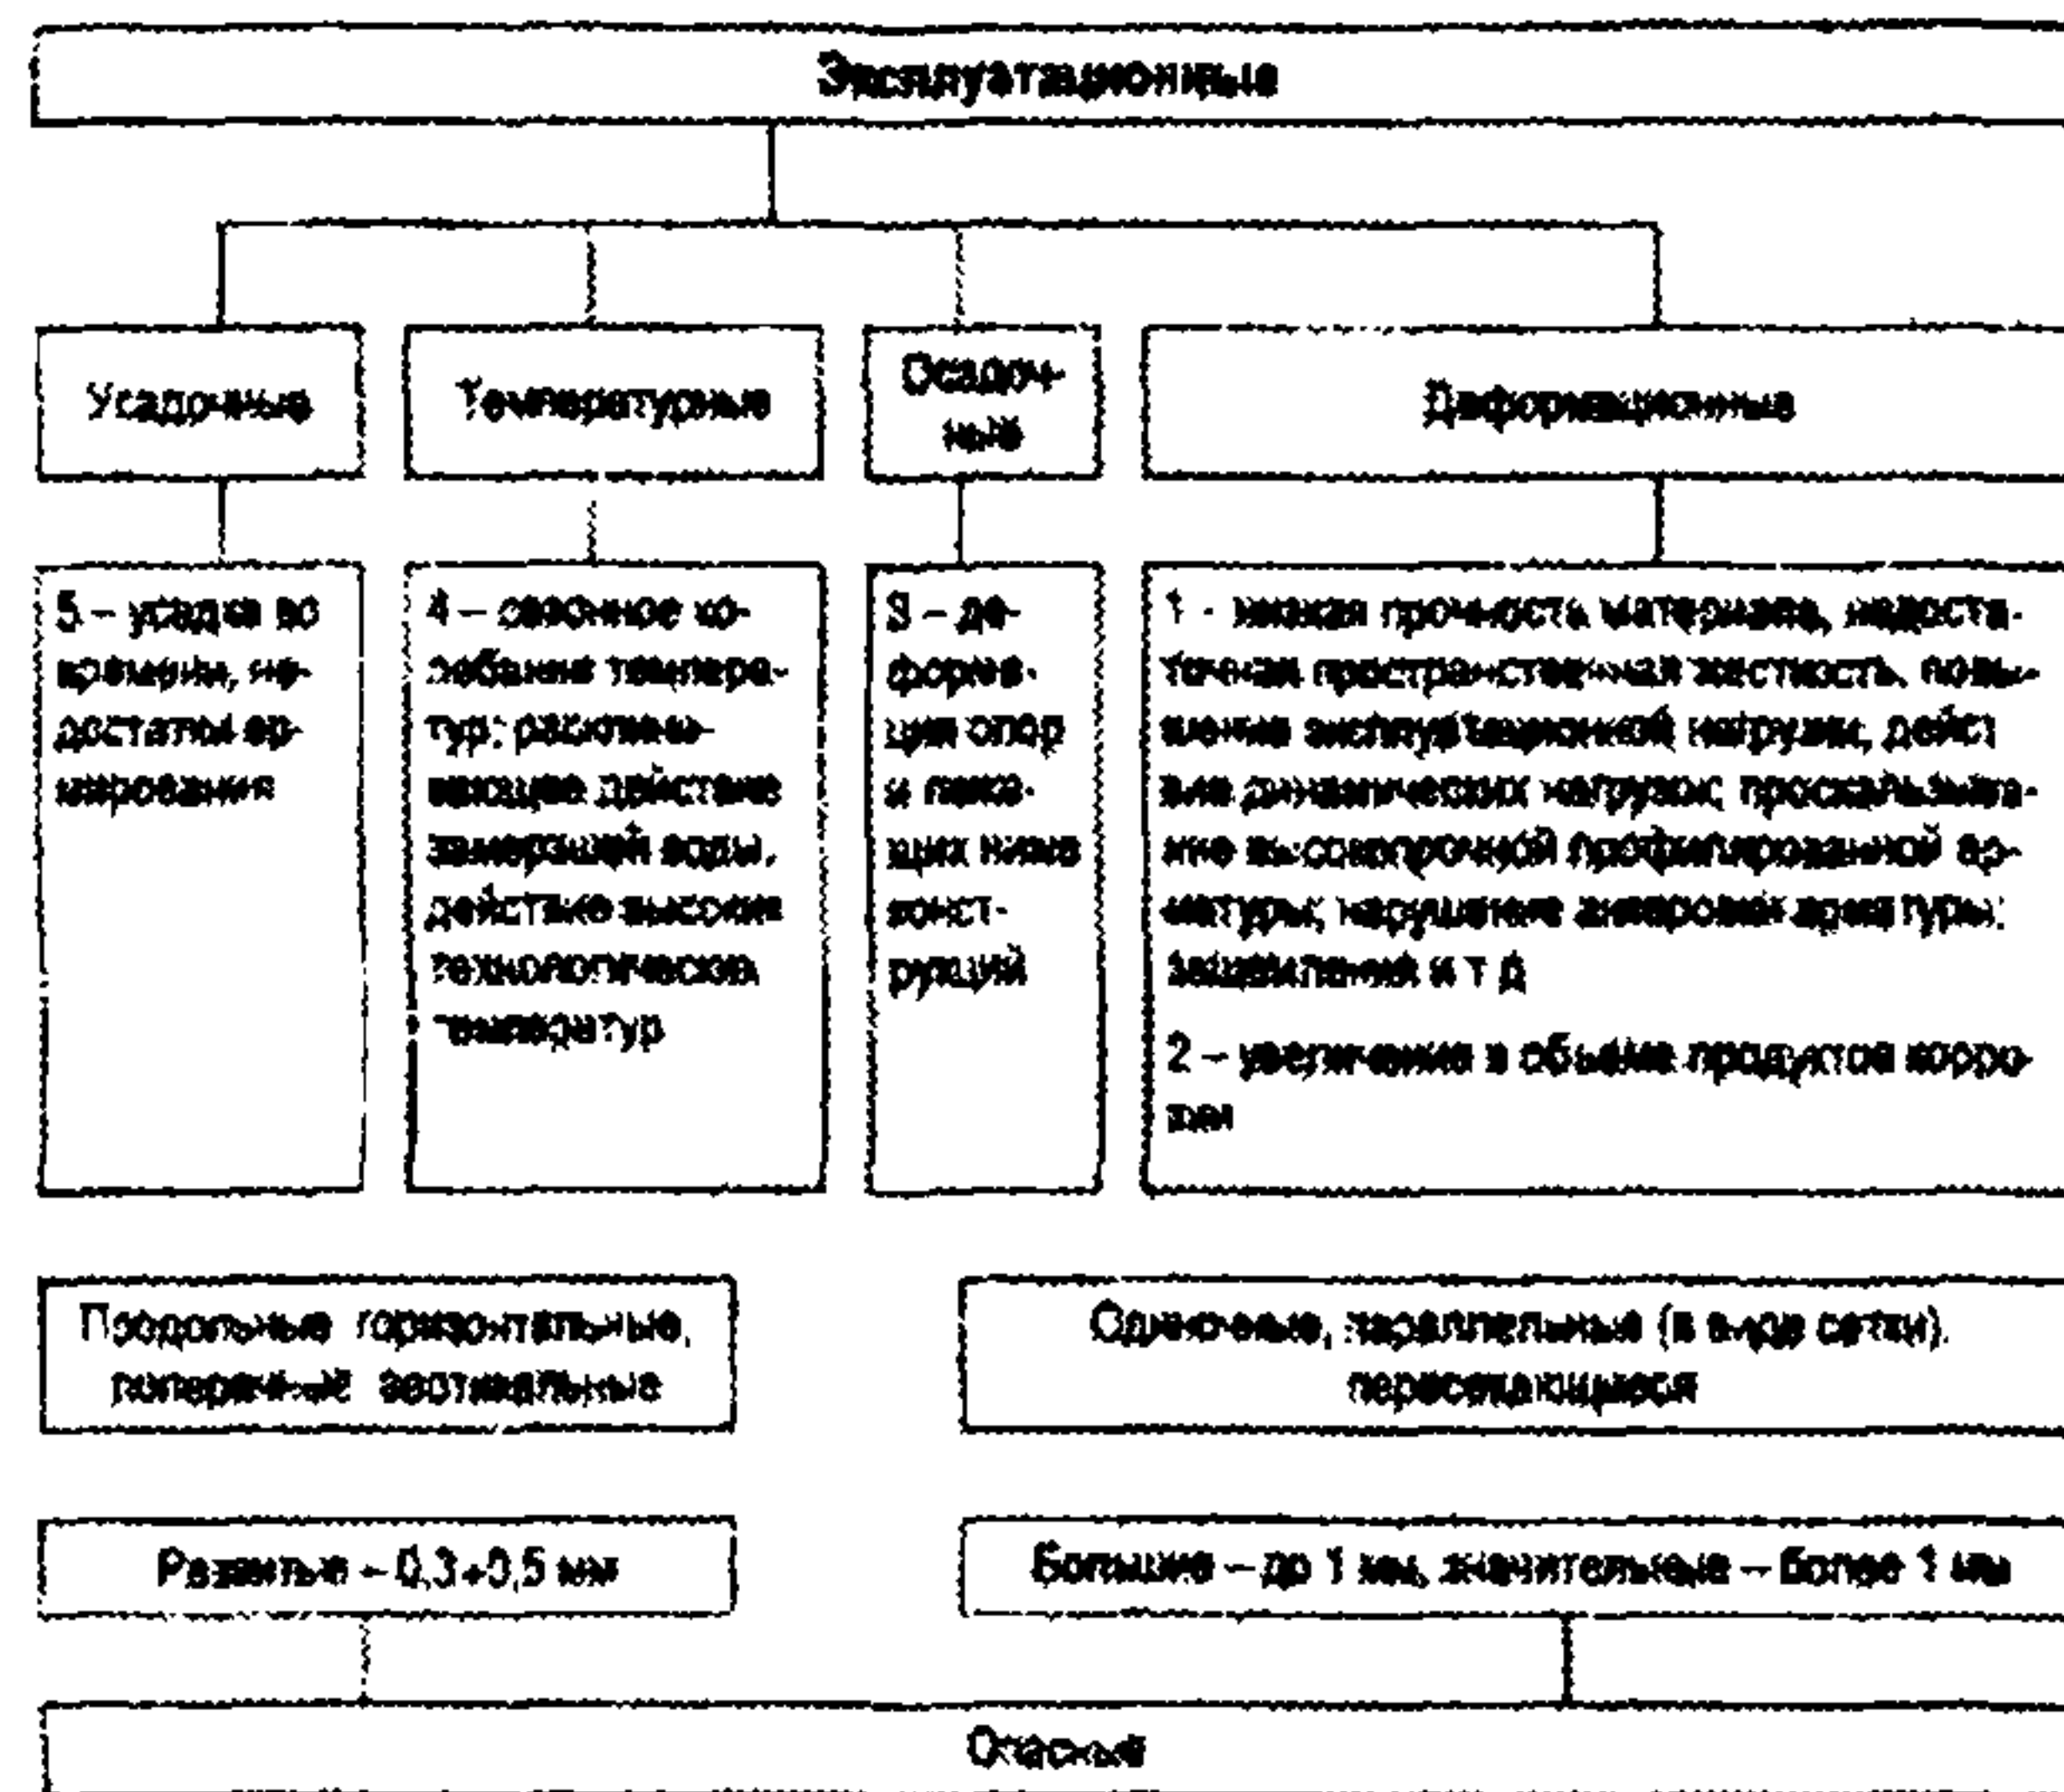 Эксплуатационные
Усадочные
Температурные
Осадоч-
ные
Деформационные
5 – усадка во
времени, не-
достатки ар-
мирования
4 – сезонное ко-
лебание темпера-
тур; расклини-
вающее действие
замерзшей воды,
действие высоких
технологических
температур
3 – де-
форма-
ция опор
и лежа-
щих ниже
конст-
рукций
1 - низкая прочность материала, недоста-
точная пространственная жесткость, повы-
шение эксплуатационной нагрузки, дейст
вие динамических нагрузок; проскальзыва-
ние высокопрочной профилированной ар-
матуры; нарушение анкеровки арматуры;
защемлений и т д
2 – увеличение в объеме продуктов корро-
зии
Продольные горизонтальные,
поперечные вертикальные
Одиночные, параллельные (в виде сетки),
пересекающиеся
Развитые – 0,3÷0,5 мм
Большие – до 1 мм, значительные – более 1 мм
Опасные